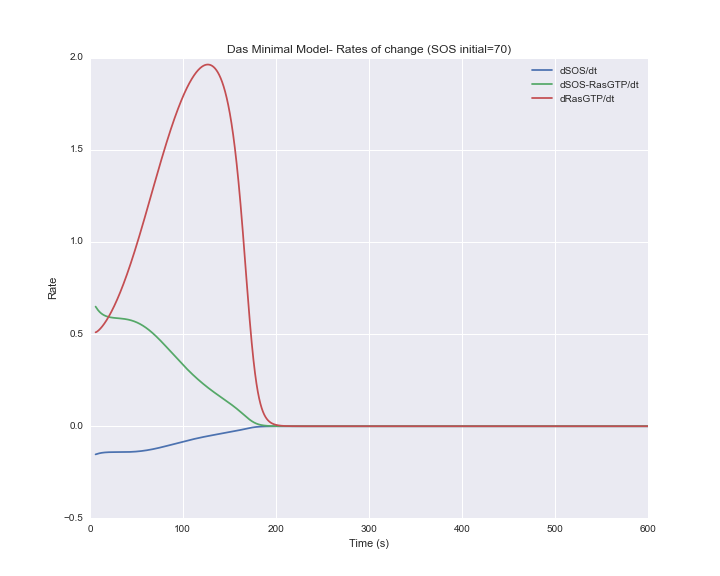 Das Minimal Model- Rates of change (SOS initial=70)
dSOS/dt
dSOS-RasGTP/dt
dRasGTP/dt
2.0
1.5
1.0
0.5
0.0
−0.5
Rate
0 100 200 300 400 500 600
Time (s)